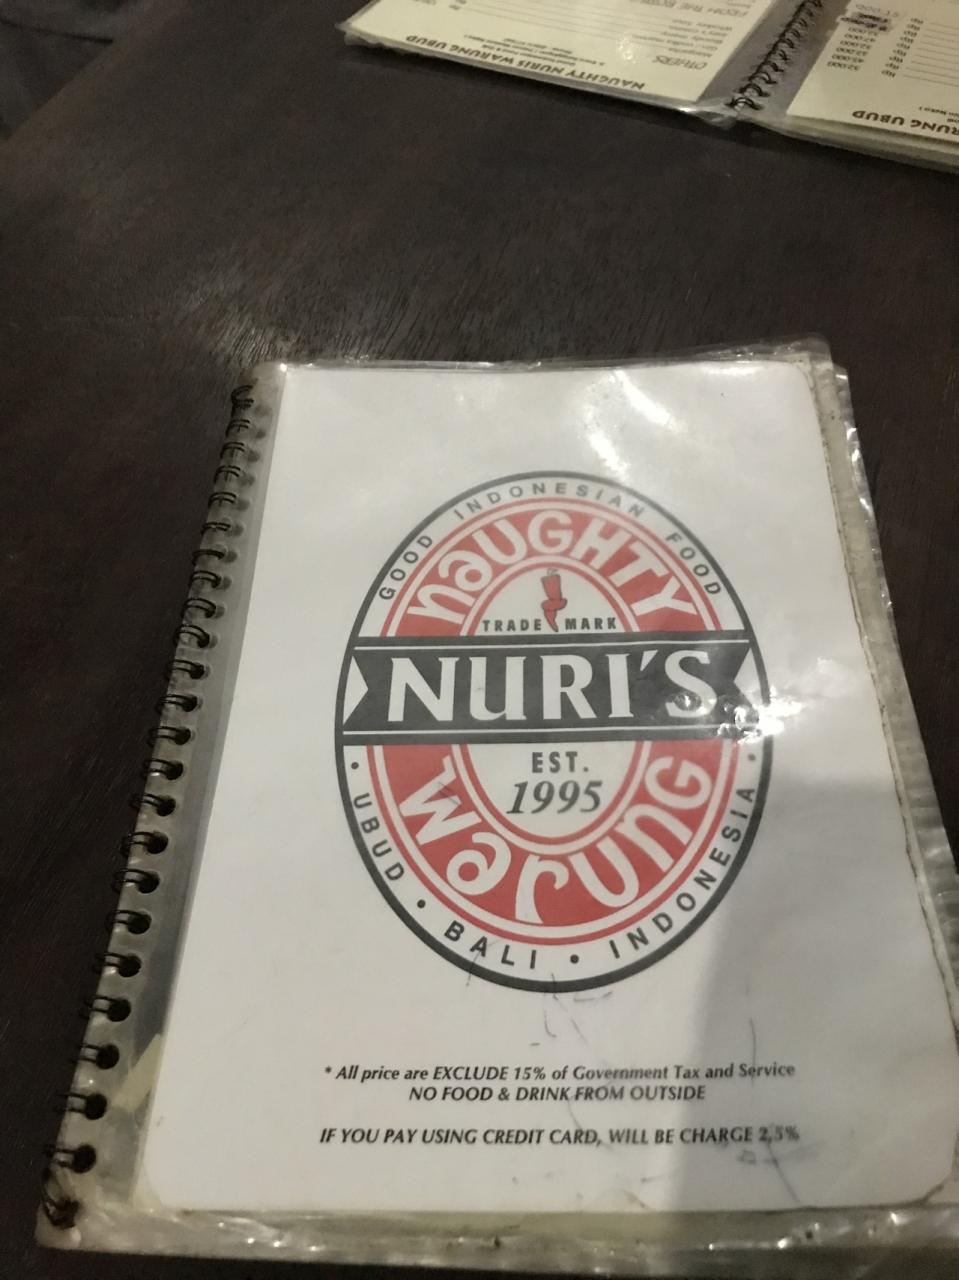 NAUGHTY NURIS WARUNG UBUD
OTHERS
GOOD INDONESIAN FOOD
NAUGHTY
TRADE MARK
NURI'S
EST.
1995
WARUNG
UBUD • BALI • INDONESIA
* All price are EXCLUDE 15% of Government Tax and Service
NO FOOD & DRINK FROM OUTSIDE
IF YOU PAY USING CREDIT CARD, WILL BE CHARGE 2,5%